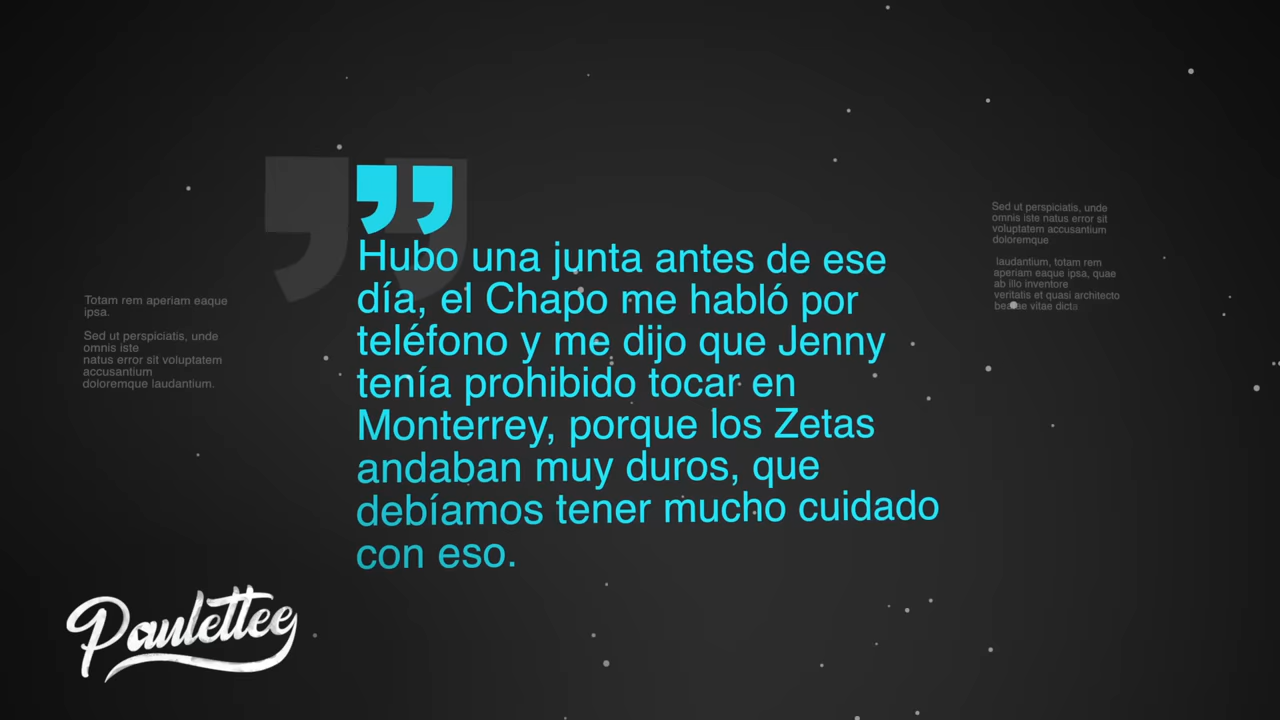 Hubo una junta antes de ese
día, el Chapo me habló por
teléfono y me dijo que Jenny
tenía prohibido tocar en
Monterrey, porque los Zetas
andaban muy duros, que
debíamos tener mucho cuidado
con eso.
Totam rem aperiam eaque
ipsa.
Sed ut perspiciatis, unde
omnis iste
natus error sit voluptatem
accusantium
doloremque laudantium.
Sed ut perspiciatis, unde
omnis iste natus error sit
voluptatem accusantium
doloremque
laudantium, totam rem
aperiam eaque ipsa, quae
ab illo inventore
veritatis et quasi architecto
beatae vitae dicta
Paulettee